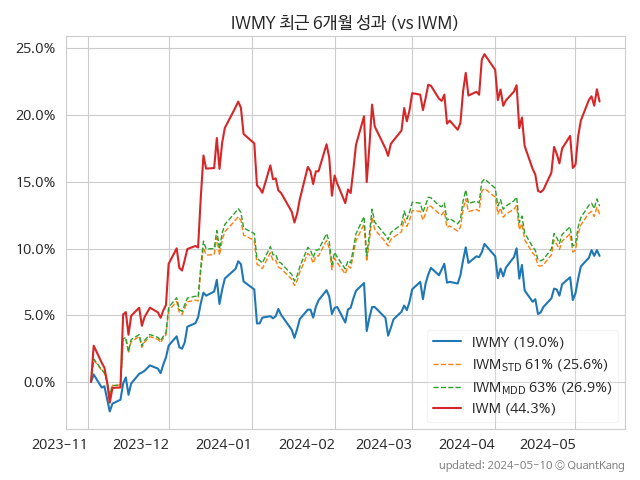 IWMY 최근 6개월 성과 (vs IWM)
25.0%
20.0%
15.0%
10.0%
5.0%
0.0%
IWMY (19.0%)
IWM_STD 61% (25.6%)
IWM_MDD 63% (26.9%)
IWM (44.3%)
2023-11 2023-12 2024-01 2024-02 2024-03 2024-04 2024-05
updated: 2024-05-10 © QuantKang